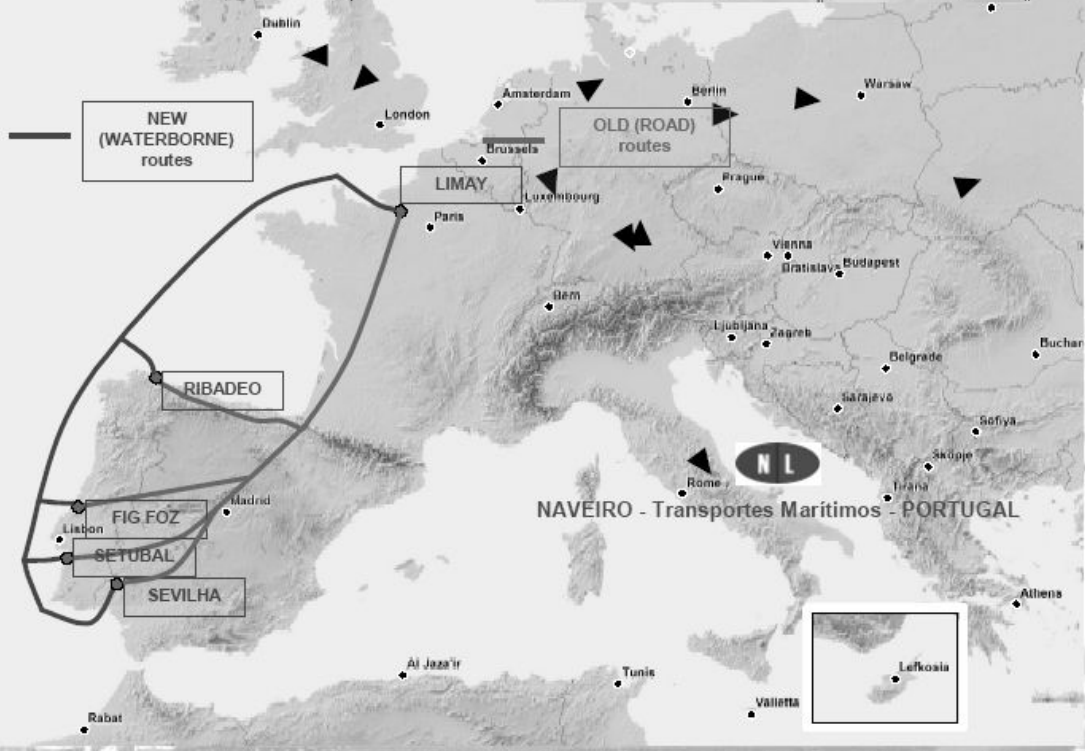 Dublin
Amsterdam
Berlin
Warsaw
London
NEW
(WATERBORNE)
routes
OLD (ROAD)
routes
Brussels
LIMAY
Luxembourg
Prague
Paris
Vienna
Bratislava
Budapest
Bern
Ljubljana
Zagreb
Buchar
Belgrade
RIBADEO
Sarajevo
Sofiya
Skopje
N L
Rome
Tirana
Madrid
NAVEIRO - Transportes Marítimos - PORTUGAL
FIG FOZ
Lisbon
SETUBAL
SEVILHA
Athens
Al Jaza'ir
Tunis
Lefkosia
Valletta
Rabat